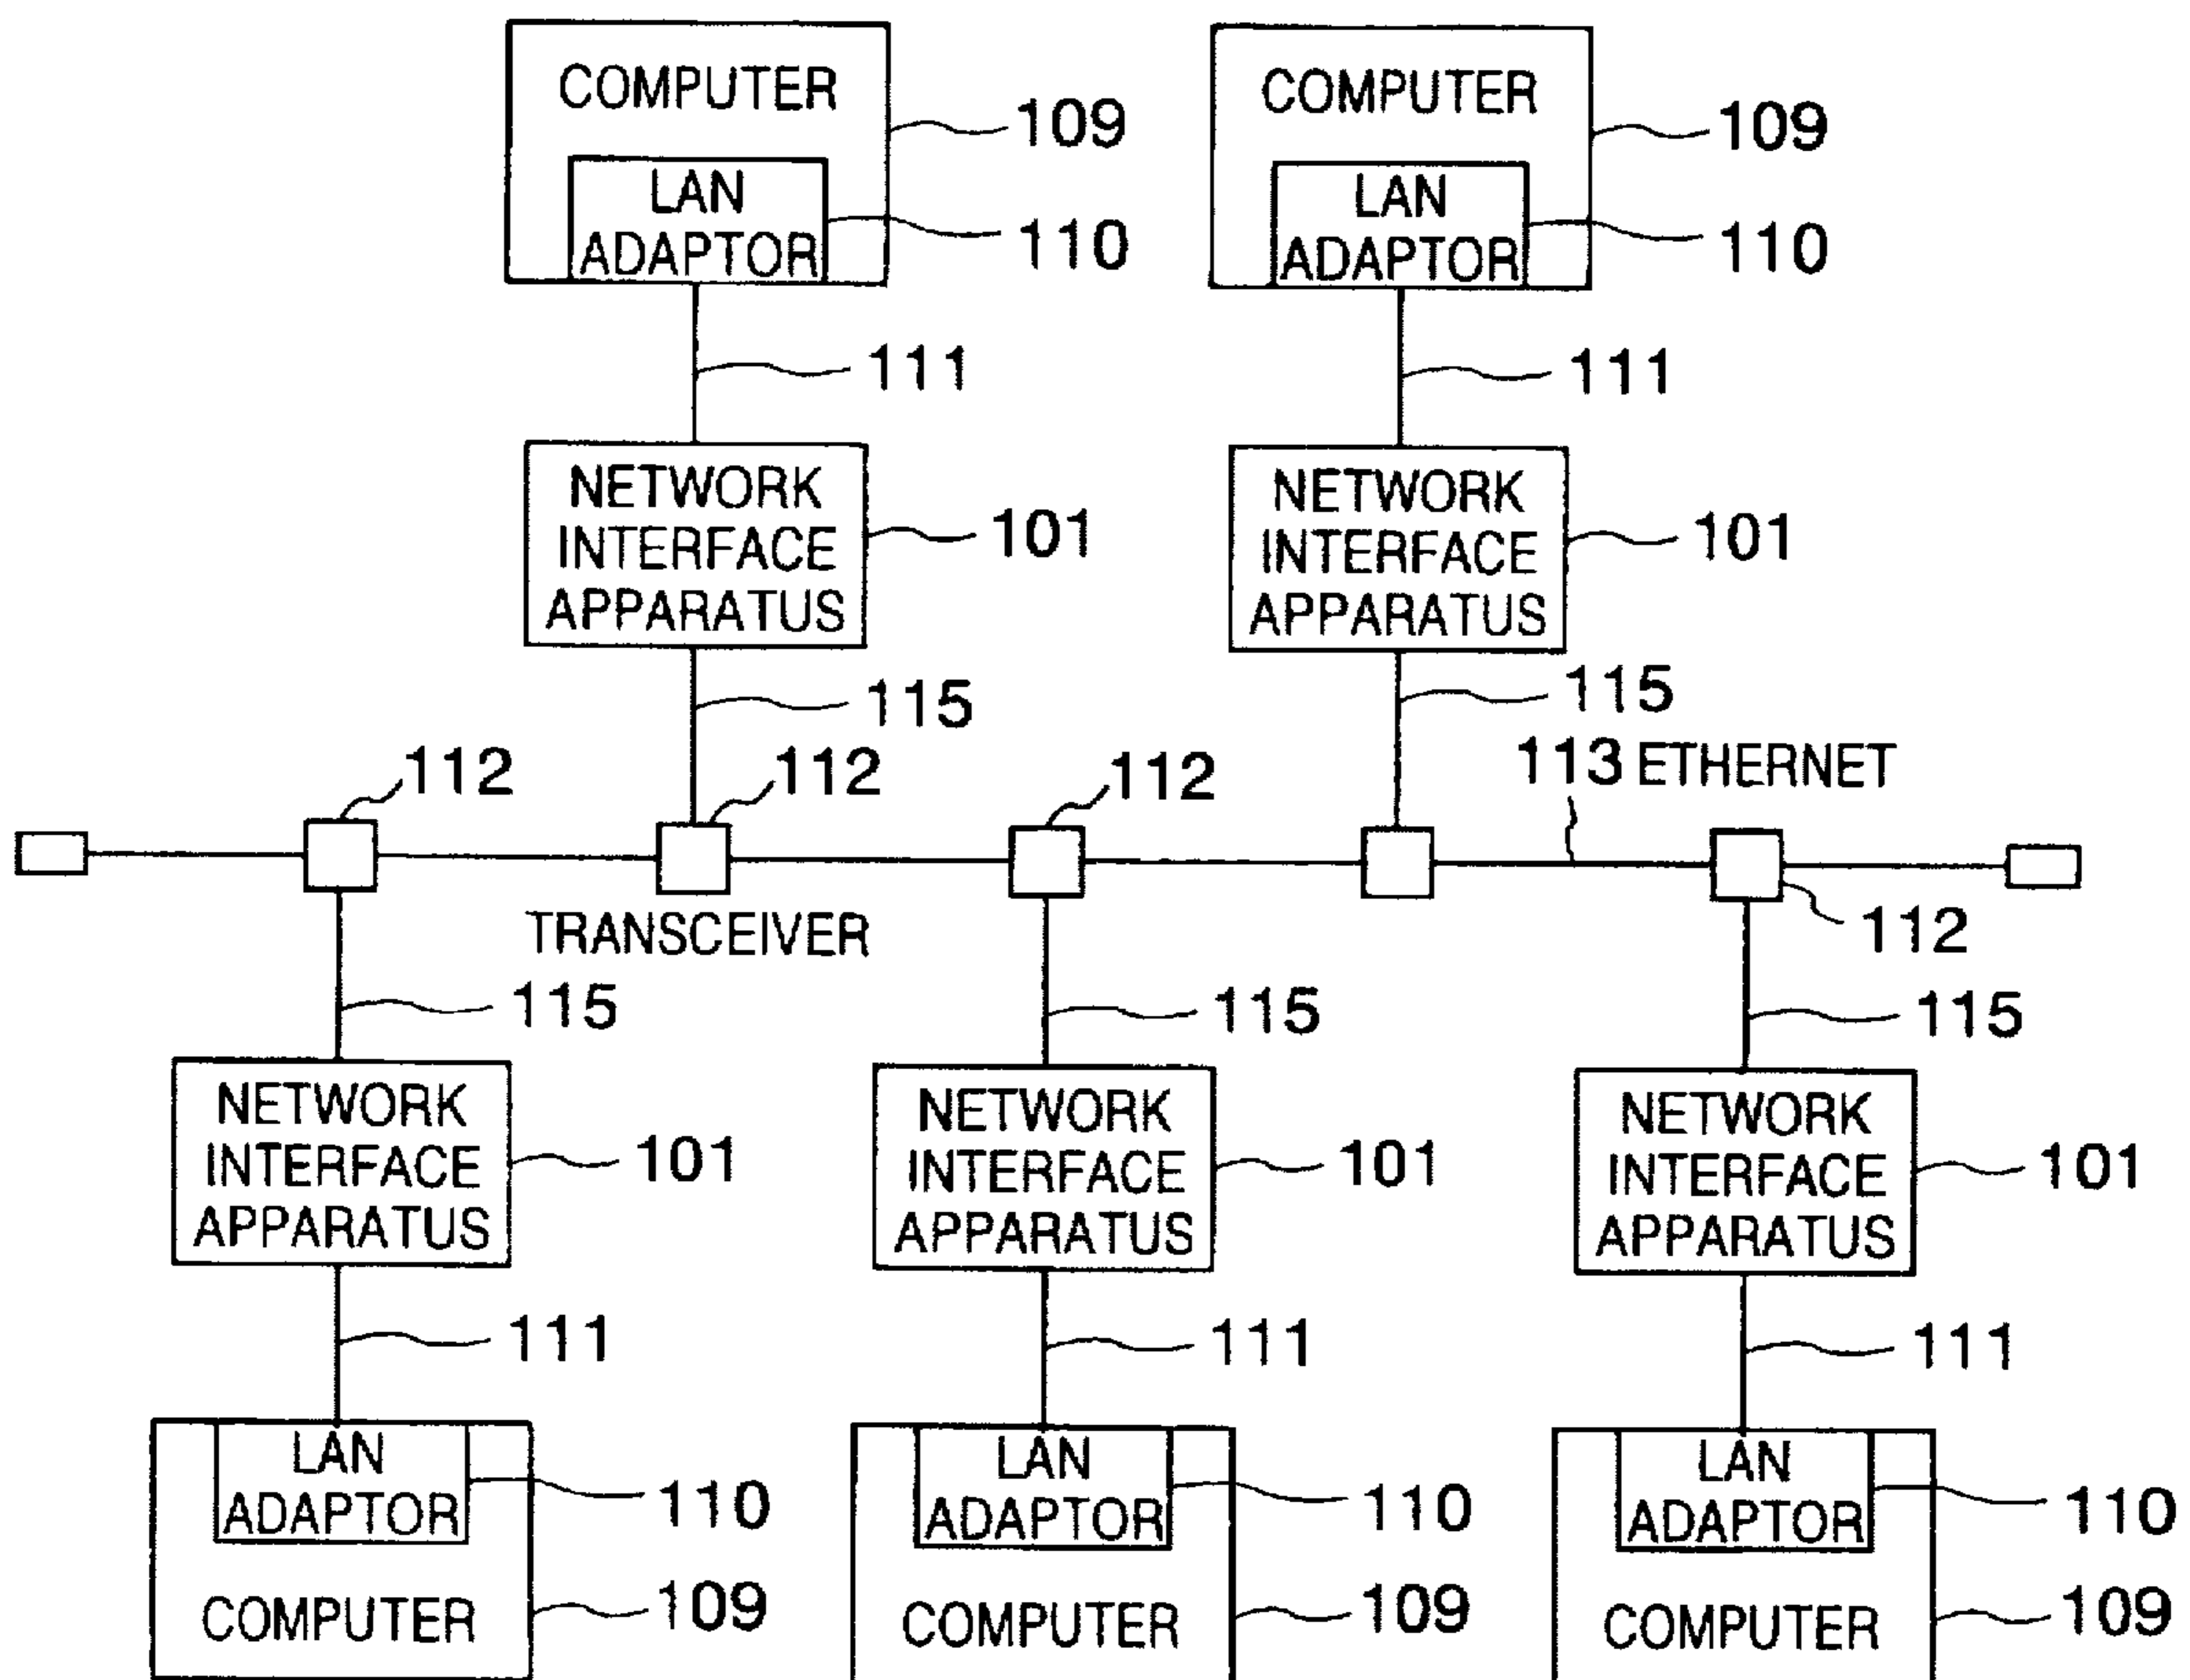 COMPUTER
109
LAN
ADAPTOR
110
COMPUTER
109
LAN
ADAPTOR
110
111
111
NETWORK
INTERFACE
APPARATUS
101
NETWORK
INTERFACE
APPARATUS
101
115
115
112
112
112
113 ETHERNET
TRANSCEIVER
112
115
115
115
NETWORK
INTERFACE
APPARATUS
101
NETWORK
INTERFACE
APPARATUS
101
NETWORK
INTERFACE
APPARATUS
101
111
111
111
LAN
ADAPTOR
110
COMPUTER
109
LAN
ADAPTOR
110
COMPUTER
109
LAN
ADAPTOR
110
COMPUTER
109